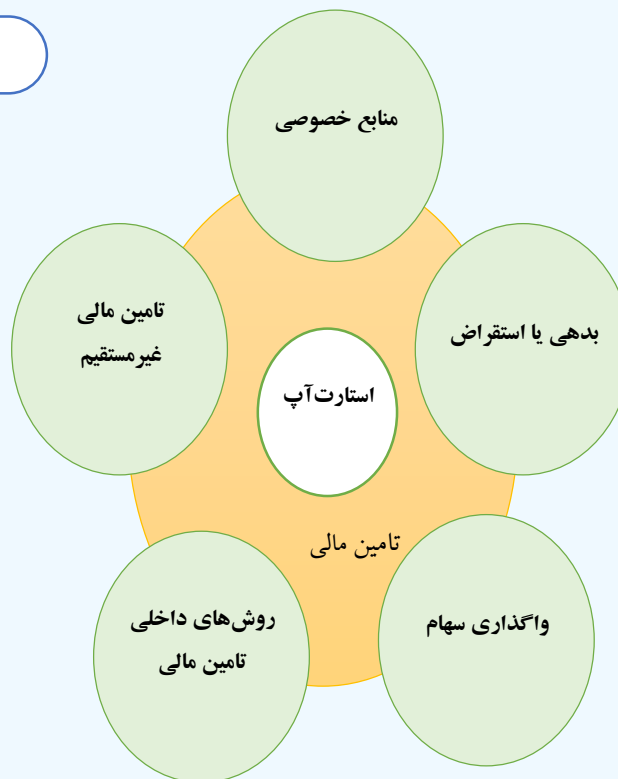 منابع خصوصی
بدهی یا استقراض
تامین مالی
غیرمستقیم
استارت‌آپ
تامین مالی
واگذاری سهام
روش‌های داخلی
تامین مالی